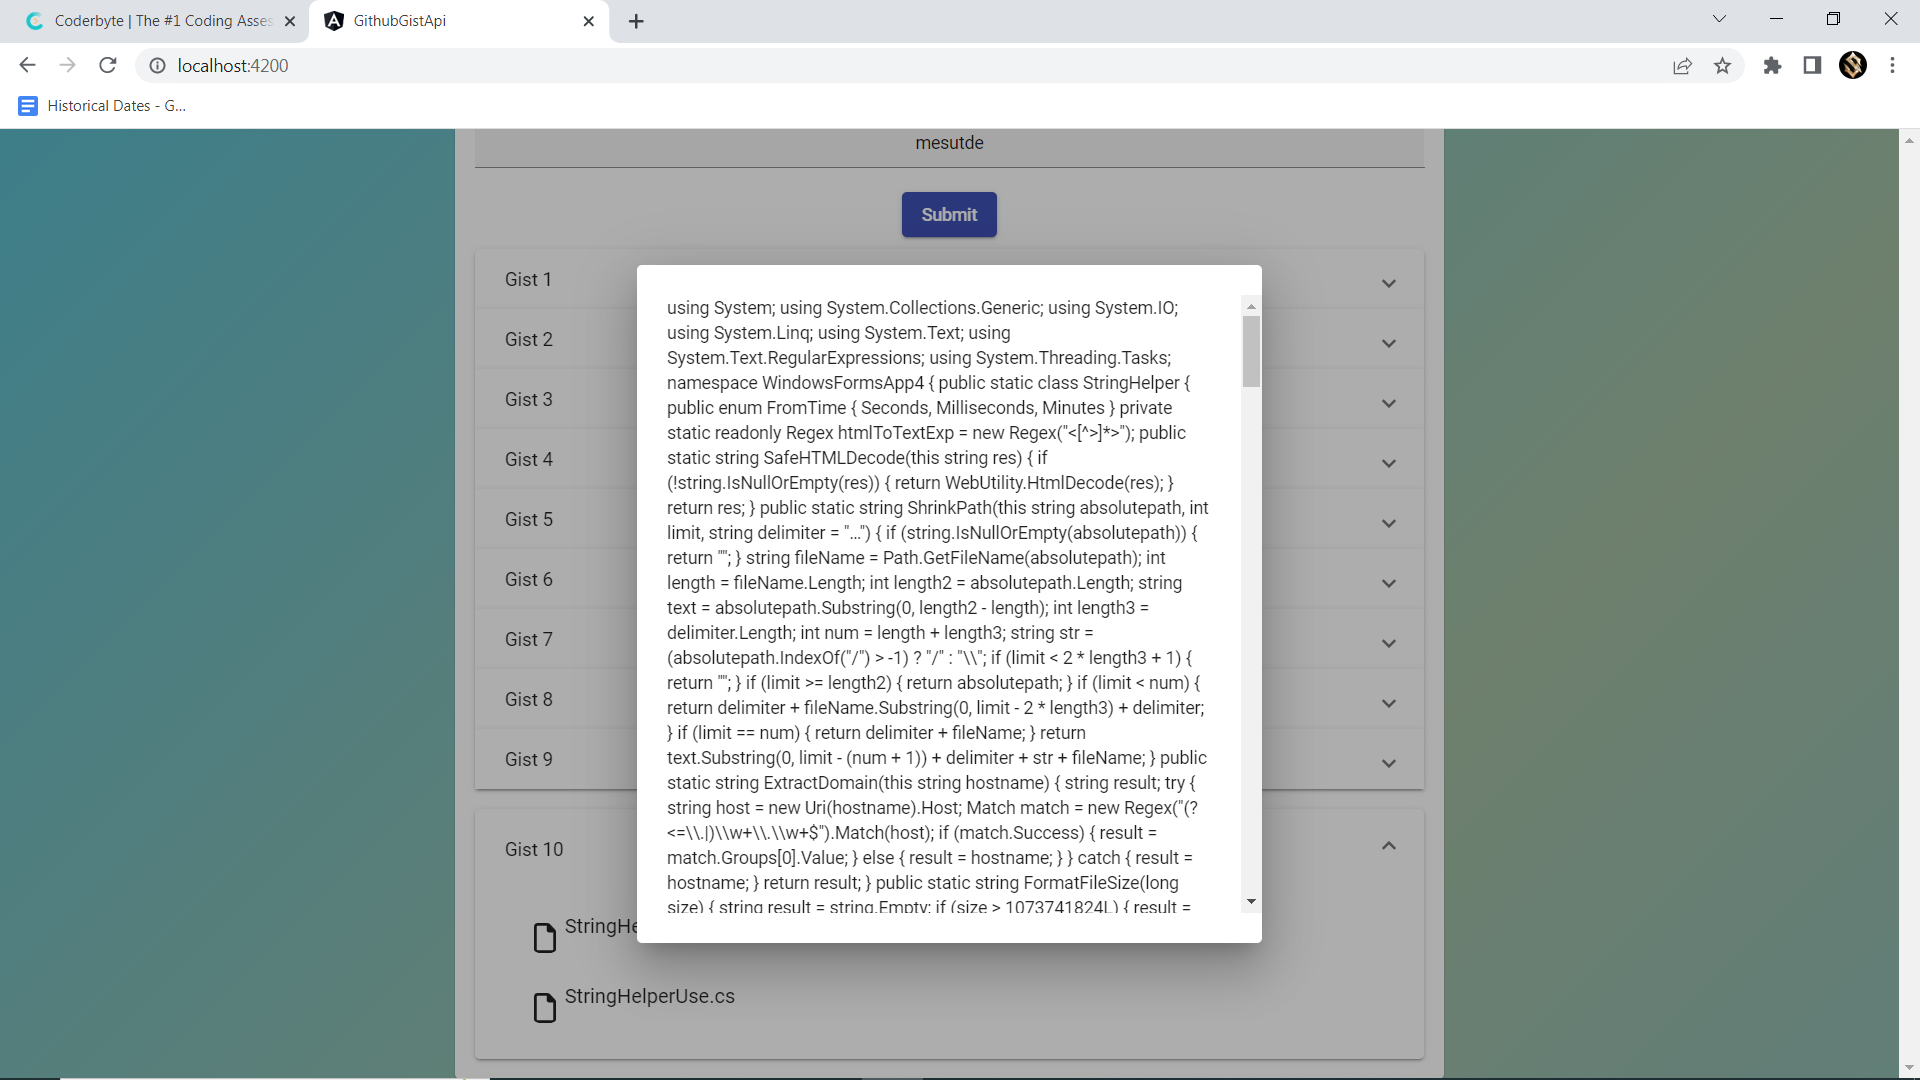 Coderbyte | The #1 Coding Asses
GithubGistApi
localhost:4200
Historical Dates - G...
mesutde
Submit
Gist 1
Gist 2
Gist 3
Gist 4
Gist 5
Gist 6
Gist 7
Gist 8
Gist 9
Gist 10
StringHe
StringHelperUse.cs
using System; using System.Collections.Generic; using System.IO;
using System.Linq; using System.Text; using
System.Text.RegularExpressions; using System.Threading.Tasks;
namespace WindowsFormsApp4 { public static class StringHelper {
public enum FromTime { Seconds, Milliseconds, Minutes } private
static readonly Regex htmlToTextExp = new Regex("<[^>]*>"); public
static string SafeHTMLDecode(this string res) { if
(!string.IsNullOrEmpty(res)) { return WebUtility.HtmlDecode(res); }
return res; } public static string ShrinkPath(this string absolutepath, int
limit, string delimiter = "…") { if (string.IsNullOrEmpty(absolutepath)) {
return ""; } string fileName = Path.GetFileName(absolutepath); int
length = fileName.Length; int length2 = absolutepath.Length; string
text = absolutepath.Substring(0, length2 - length); int length3 =
delimiter.Length; int num = length + length3; string str =
(absolutepath.IndexOf("/") > -1) ? "/" : "\\"; if (limit < 2 * length3 + 1) {
return ""; } if (limit >= length2) { return absolutepath; } if (limit < num) {
return delimiter + fileName.Substring(0, limit - 2 * length3) + delimiter;
} if (limit == num) { return delimiter + fileName; } return
text.Substring(0, limit - (num + 1)) + delimiter + str + fileName; } public
static string ExtractDomain(this string hostname) { string result; try {
string host = new Uri(hostname).Host; Match match = new Regex("(?
<=\\.|)\\w+\\.\\w+$").Match(host); if (match.Success) { result =
match.Groups[0].Value; } else { result = hostname; } } catch { result =
hostname; } return result; } public static string FormatFileSize(long
size) { string result = string.Empty; if (size > 1073741824L) { result =